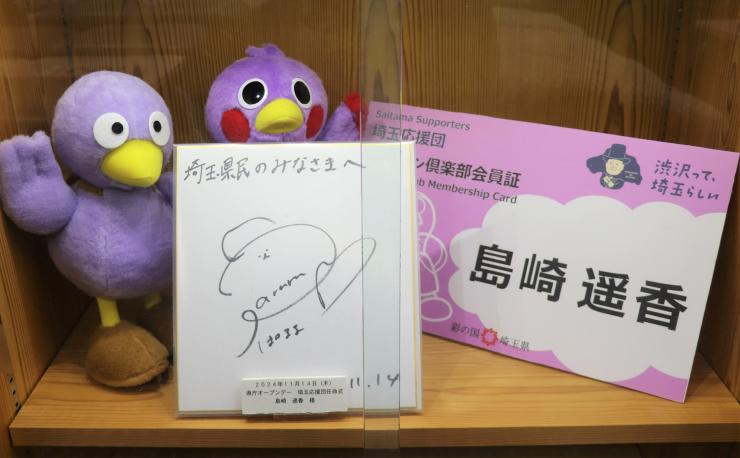 埼玉県民のみなさまへ
ぱるる
11.14
2024年11月14日(木)
県庁オープンデー 埼玉応援団任命式
島崎 遥香 様
Saitama Supporters
埼玉応援団
ン倶楽部会員証
Membership Card
渋沢って、
埼玉らしい
島崎 遥香
彩の国 埼玉県